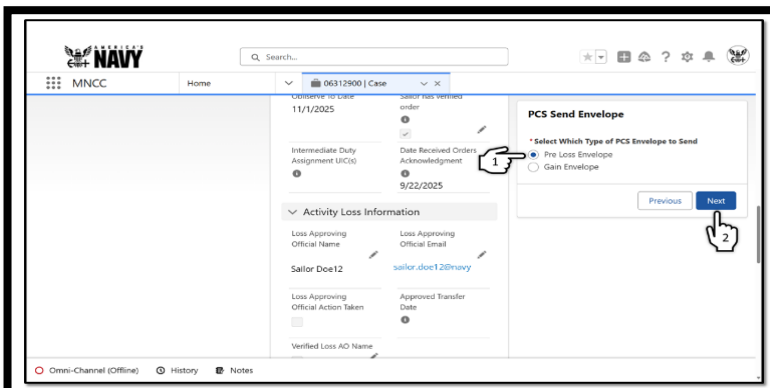 AMERICA'S
NAVY
Search...
MNCC
Home
06312900 | Case
Observe To Date
11/1/2025
Sailor has verified
order
Intermediate Duty
Assignment UIC(s)
Date Received Orders
Acknowledgment
9/22/2025
Activity Loss Information
Loss Approving
Official Name
Sailor Doe12
Loss Approving
Official Email
sailor.doe12@navy
Loss Approving
Official Action Taken
Approved Transfer
Date
Verified Loss AO Name
PCS Send Envelope
*Select Which Type of PCS Envelope to Send
Pre Loss Envelope
Gain Envelope
1
Previous
Next
2
Omni-Channel (Offline)
History
Notes